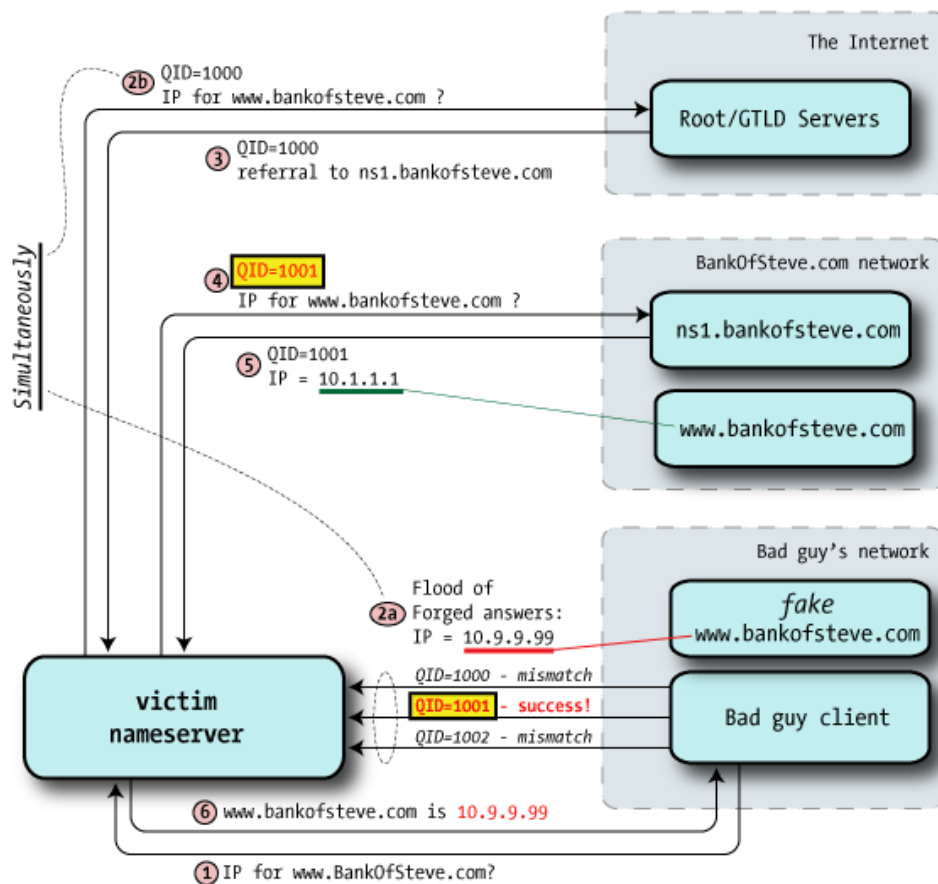 The Internet
2b QID=1000
IP for www.bankofsteve.com ?
Root/GTLD Servers
3 QID=1000
referral to ns1.bankofsteve.com
Simultaneously
BankOfSteve.com network
4 QID=1001
IP for www.bankofsteve.com ?
ns1.bankofsteve.com
5 QID=1001
IP = 10.1.1.1
www.bankofsteve.com
Bad guy's network
2a Flood of
Forged answers:
IP = 10.9.9.99
fake
www.bankofsteve.com
QID=1000 - mismatch
QID=1001 - success!
QID=1002 - mismatch
Bad guy client
victim
nameserver
6 www.bankofsteve.com is 10.9.9.99
1 IP for www.BankOfSteve.com?